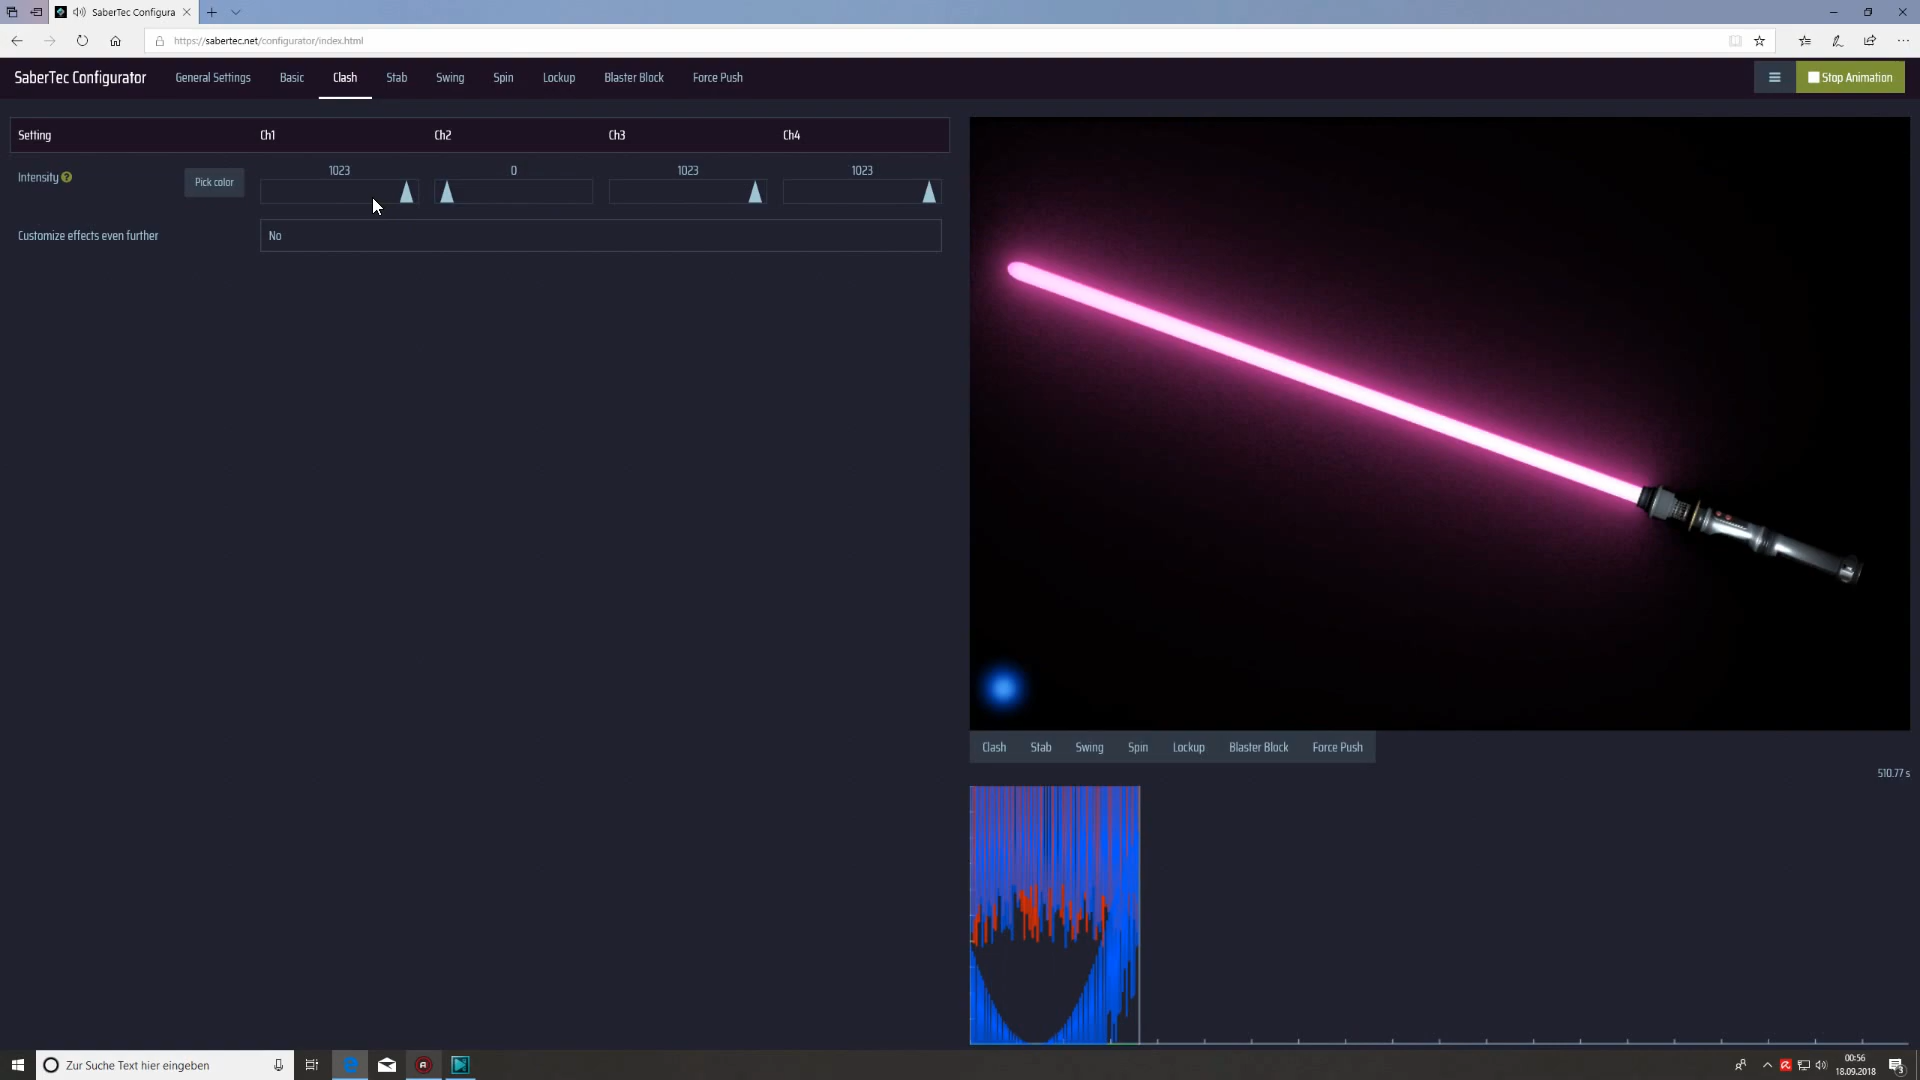 SaberTec Configura
https://sabertec.net/configurator/index.html
SaberTec Configurator
General Settings
Basic
Clash
Stab
Swing
Spin
Lockup
Blaster Block
Force Push
Stop Animation
Setting
Ch1
Ch2
Ch3
Ch4
Intensity ?
Pick color
1023
0
1023
1023
Customize effects even further
No
Clash
Stab
Swing
Spin
Lockup
Blaster Block
Force Push
510.77 s
Zur Suche Text hier eingeben
00:56
18.09.2018
3